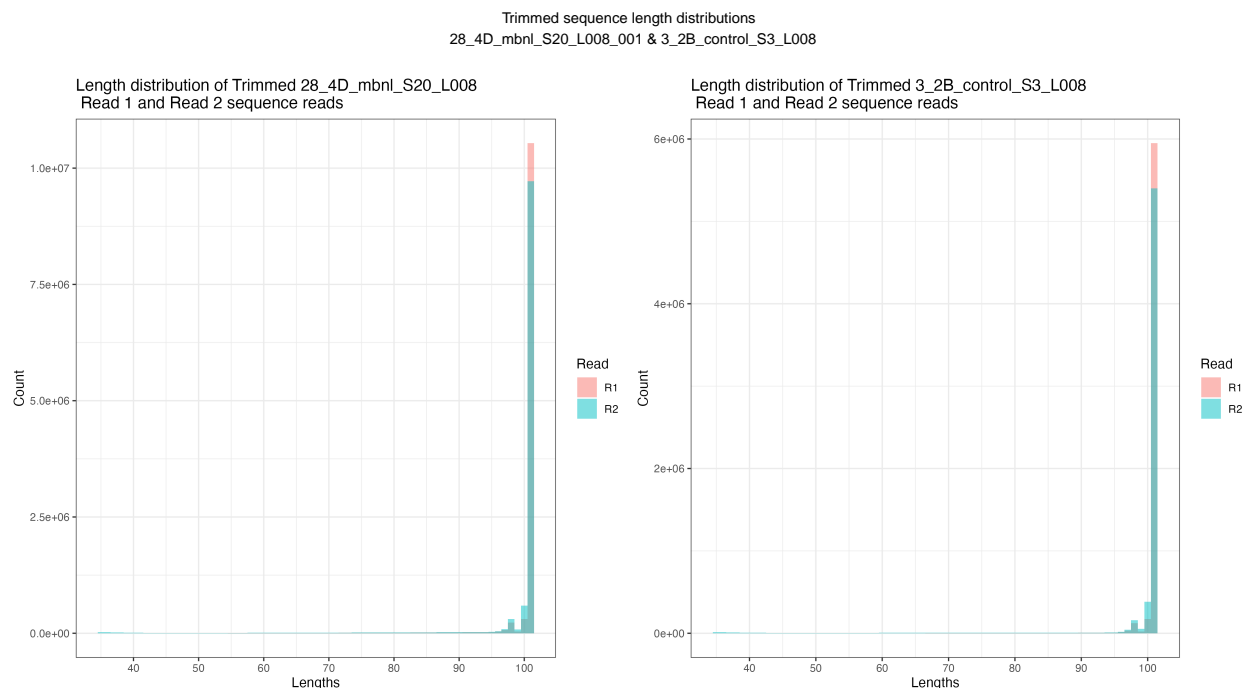 Trimmed sequence length distributions
28_4D_mbnl_S20_L008_001 & 3_2B_control_S3_L008
Length distribution of Trimmed 28_4D_mbnl_S20_L008
Read 1 and Read 2 sequence reads
1.0e+07
7.5e+06
5.0e+06
2.5e+06
0.0e+00
Count
40 50 60 70 80 90 100
Lengths
Read
R1
R2
Length distribution of Trimmed 3_2B_control_S3_L008
Read 1 and Read 2 sequence reads
6e+06
4e+06
2e+06
0e+00
Count
40 50 60 70 80 90 100
Lengths
Read
R1
R2